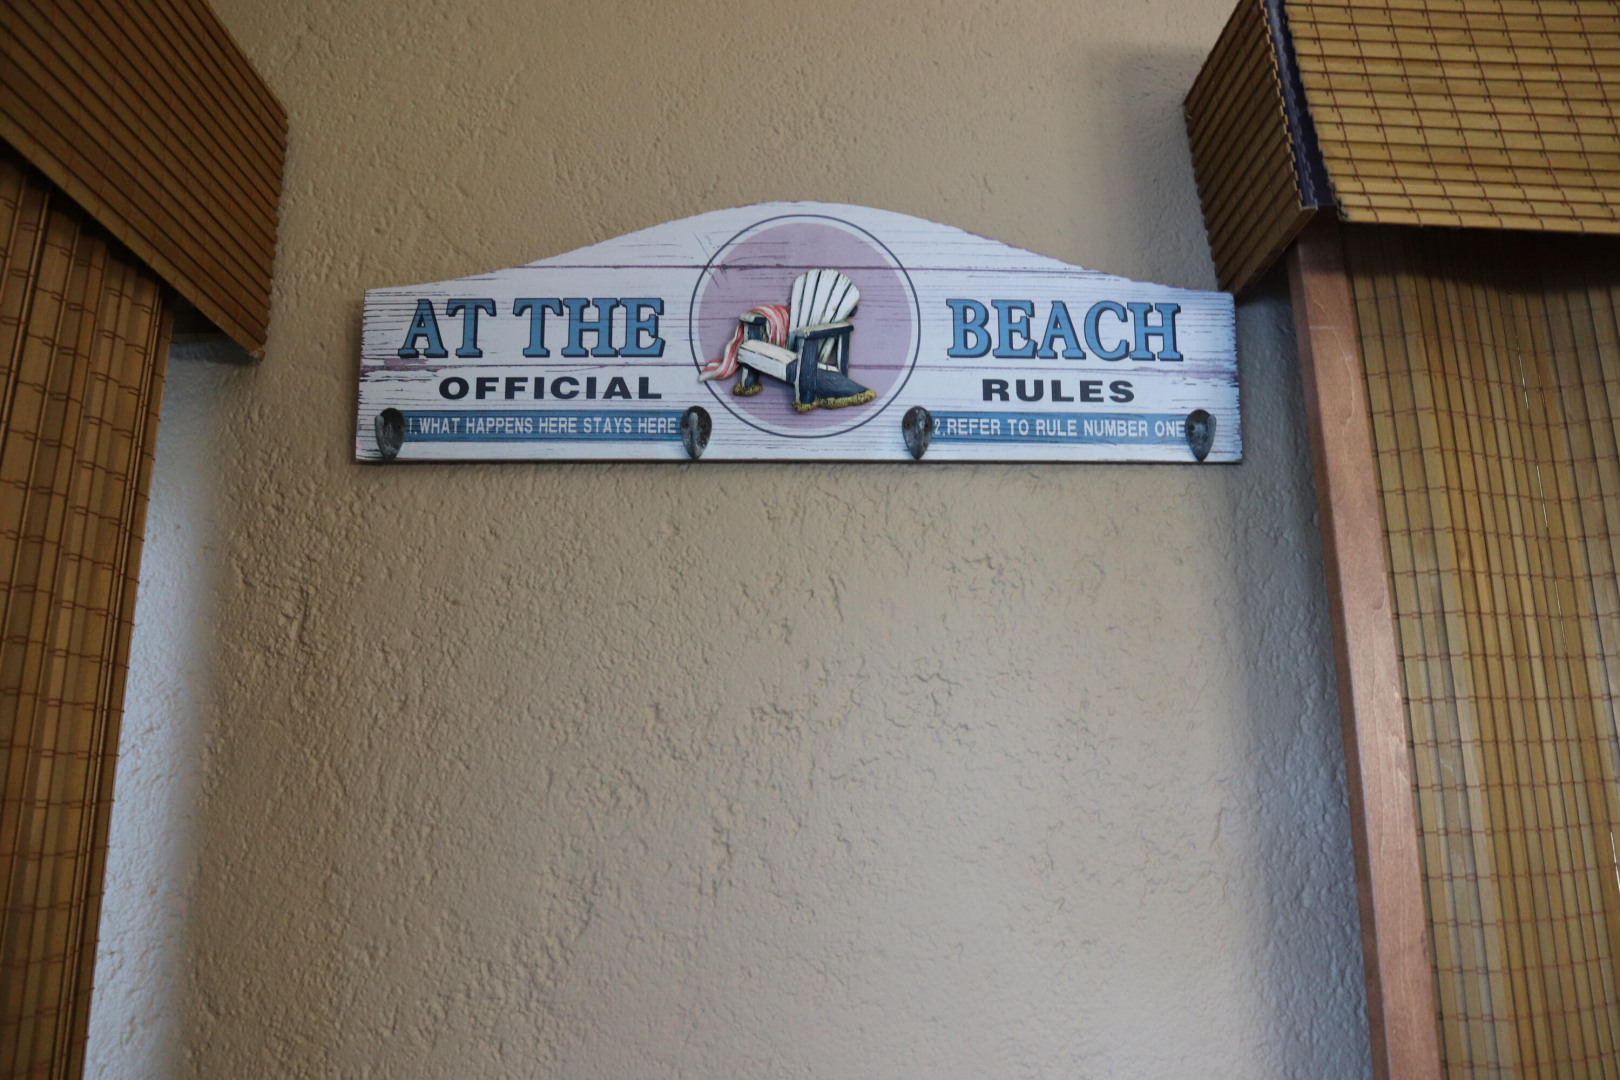 AT THE BEACH
OFFICIAL RULES
1. WHAT HAPPENS HERE STAYS HERE
2. REFER TO RULE NUMBER ONE